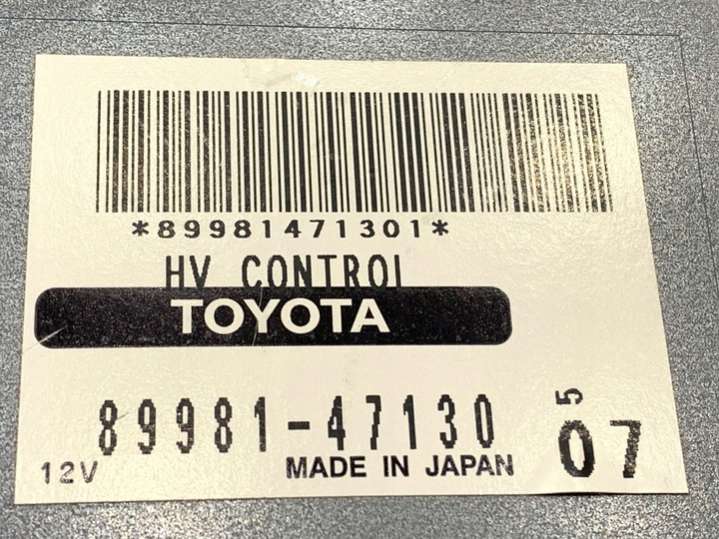 *89981471301*
HV CONTROL
TOYOTA
89981-47130
5
07
12V
MADE IN JAPAN